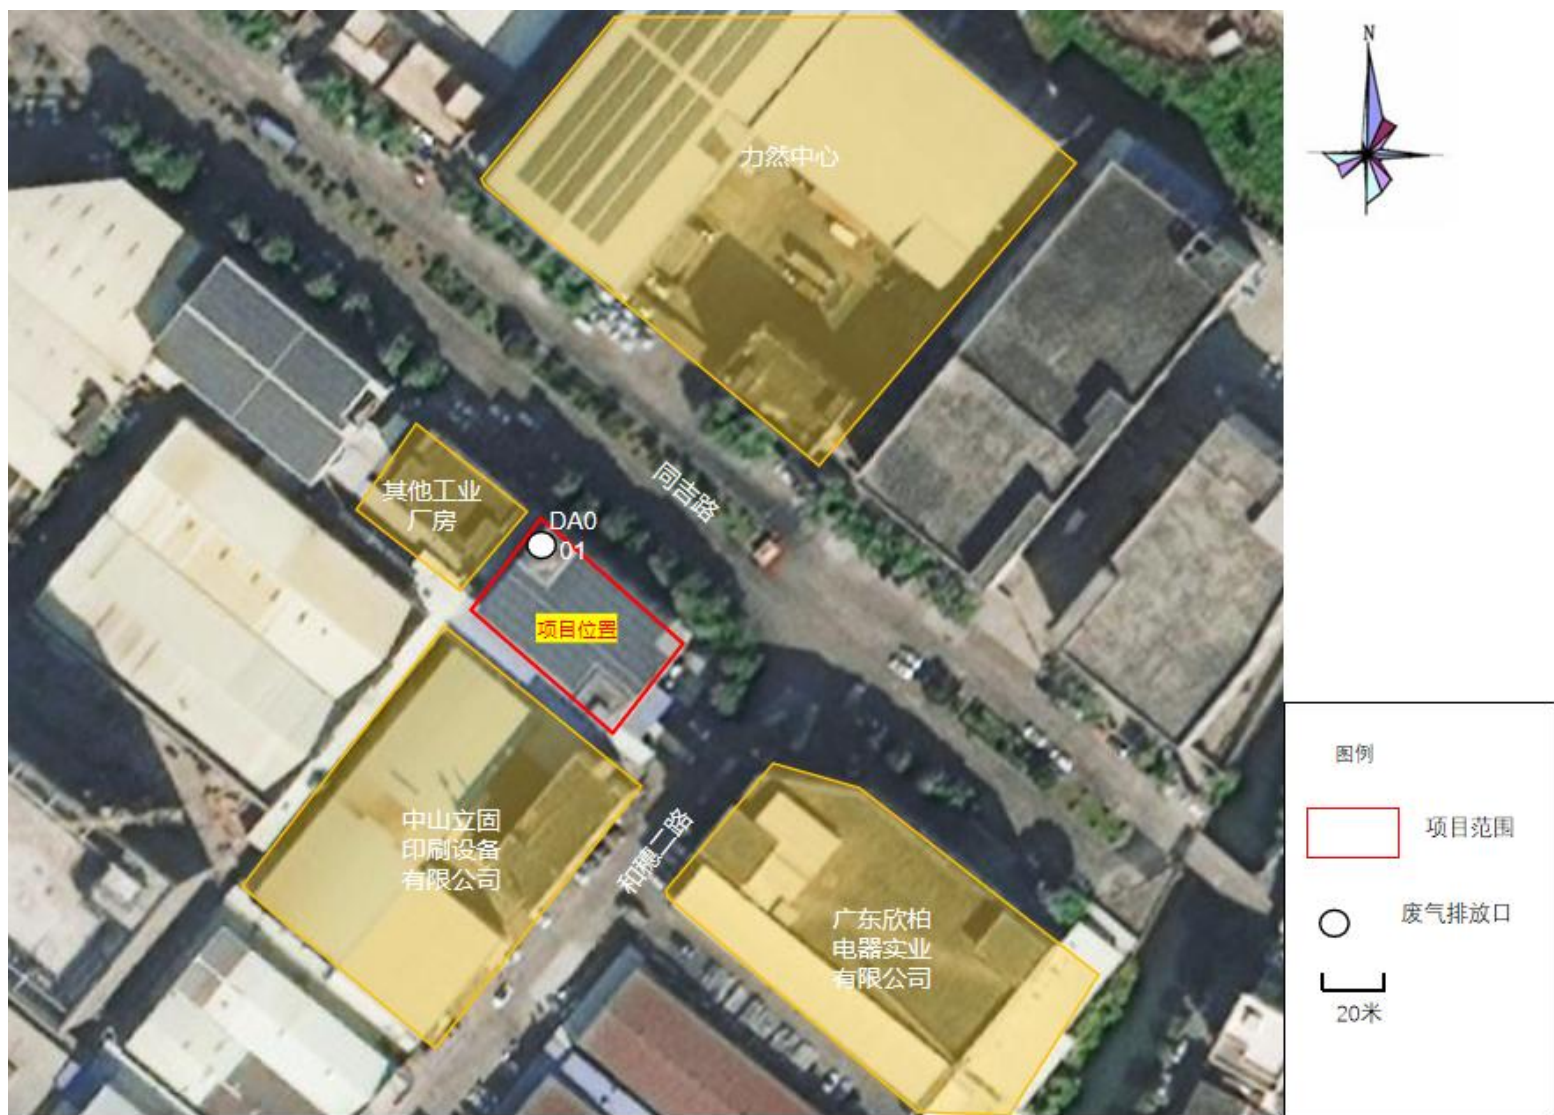 N
力然中心
同吉路
其他工业
厂房
DA0
01
项目位置
中山立固
印刷设备
有限公司
和穗二路
广东欣柏
电器实业
有限公司
图例
项目范围
废气排放口
20米